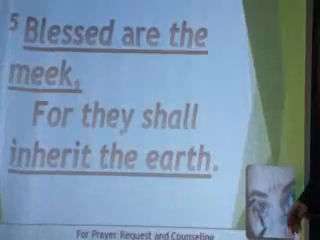 5 Blessed are the
meek,
For they shall
inherit the earth.
For Prayer Request and Counseling